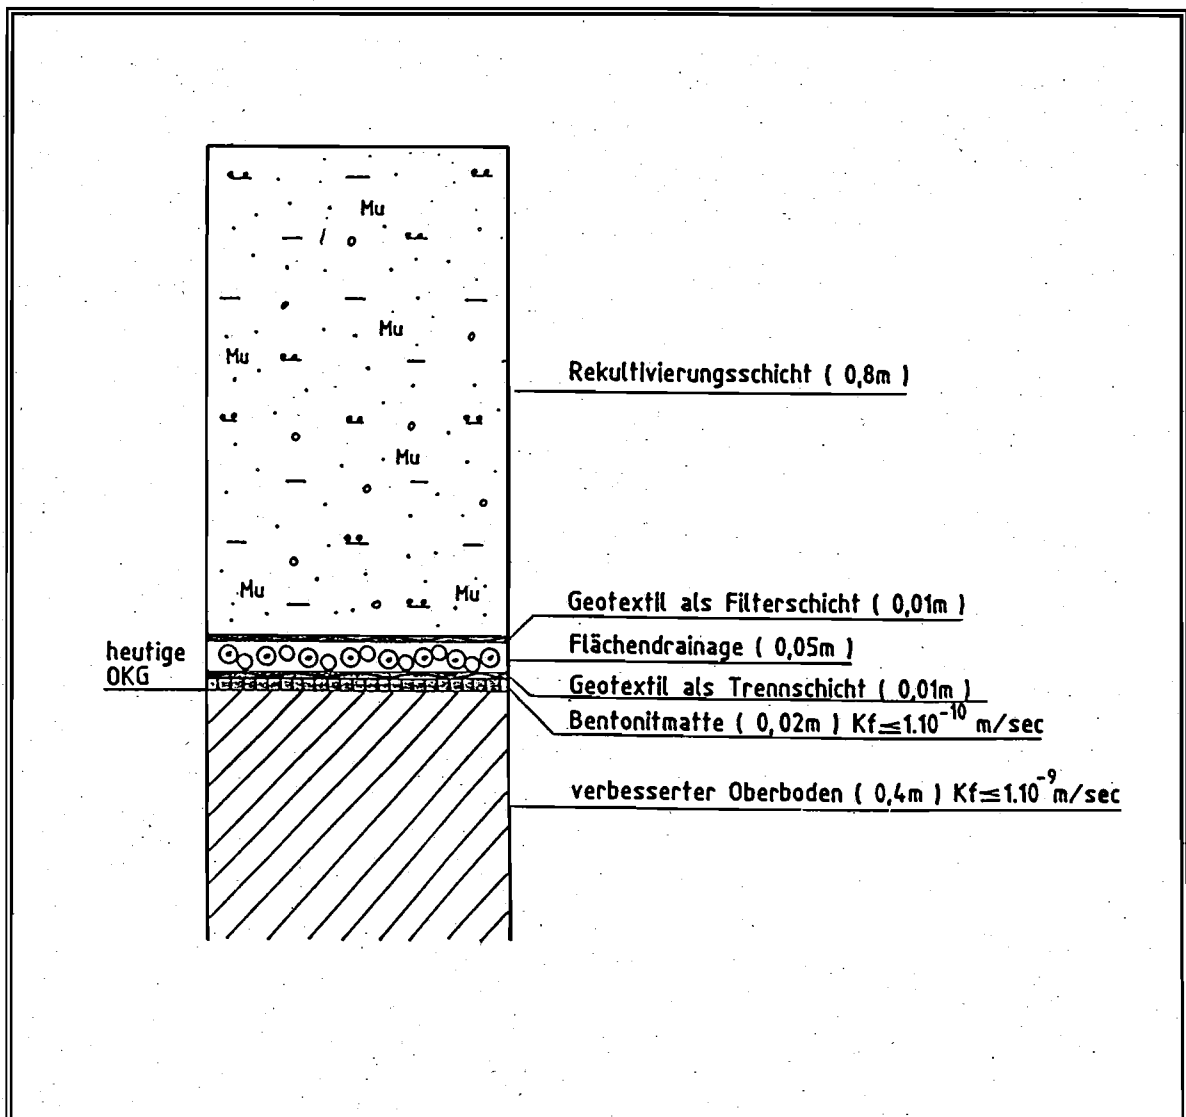 Mu
Mu
Mu
Rekultivierungsschicht ( 0,8m )
Mu
Mu
Mu
Geotextil als Filterschicht ( 0,01m )
Flächendrainage ( 0,05m )
heutige
OKG
Geotextil als Trennschicht ( 0,01m )
Bentonitmatte ( 0,02m ) Kf≤1.10⁻¹⁰ m/sec
verbesserter Oberboden ( 0,4m ) Kf≤1.10⁻⁹m/sec